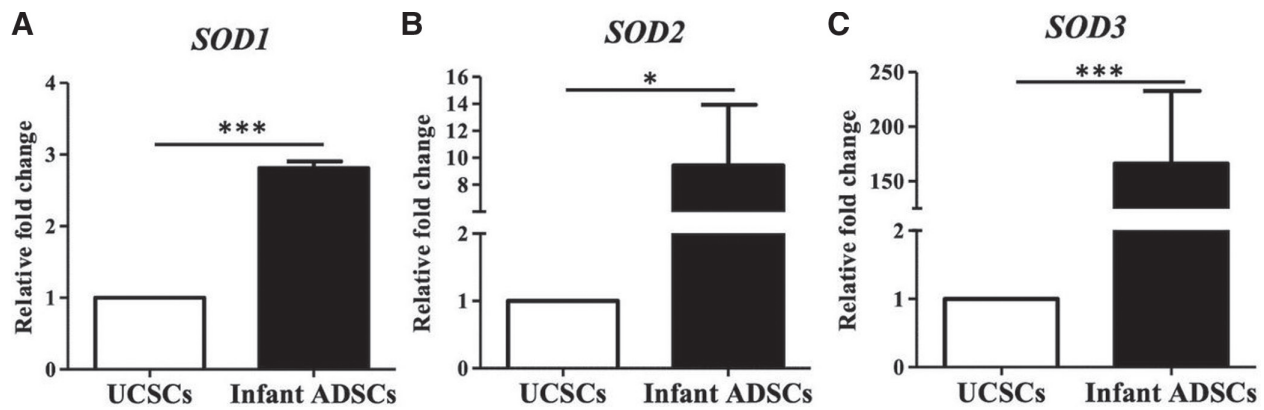 A
SOD1
Relative fold change
4
3
2
1
0
***
UCSCs
Infant ADSCs
B
SOD2
Relative fold change
16
14
12
10
8
2
1
0
*
UCSCs
Infant ADSCs
C
SOD3
Relative fold change
250
200
150
2
1
0
***
UCSCs
Infant ADSCs